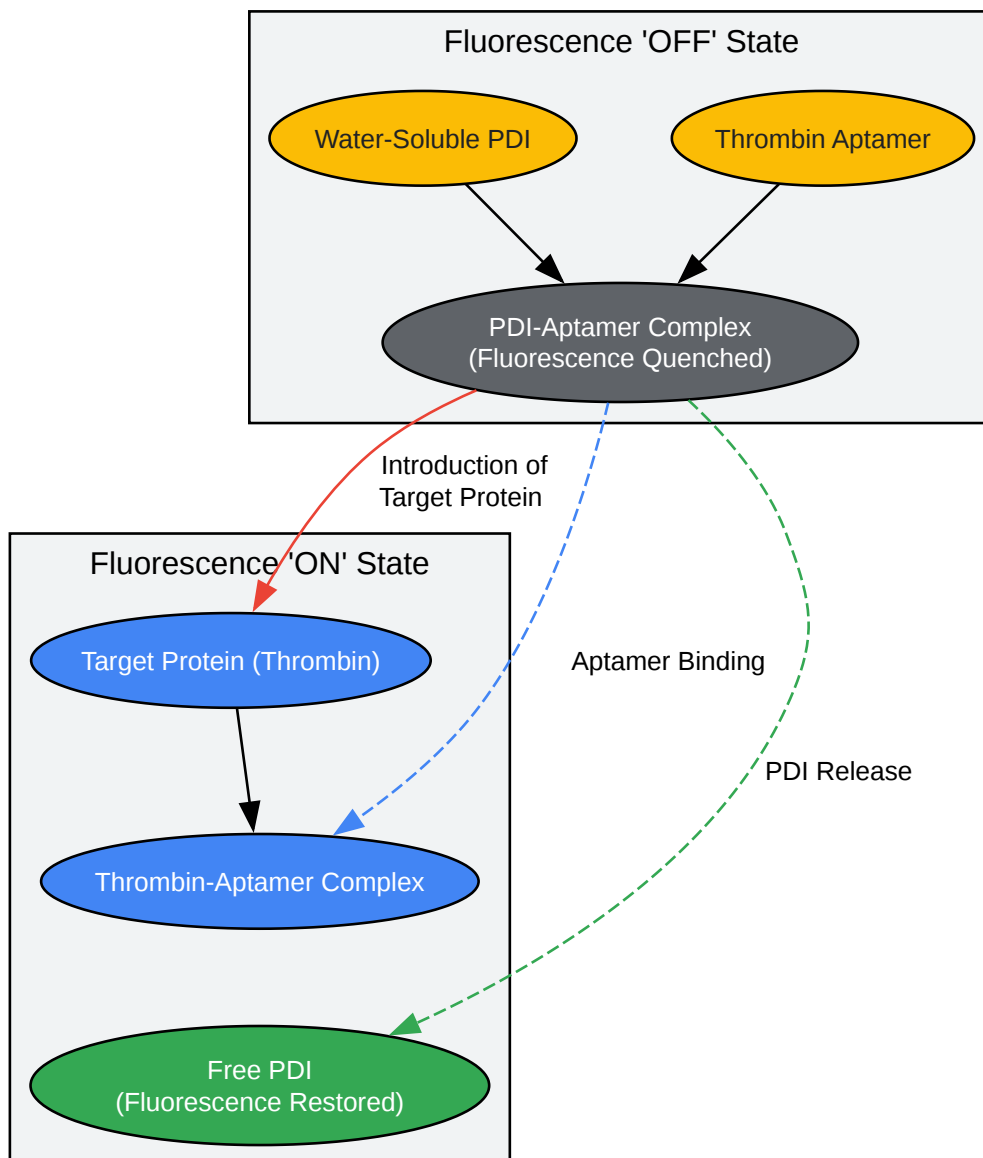 Fluorescence 'OFF' State
Water-Soluble PDI
Thrombin Aptamer
PDI-Aptamer Complex
(Fluorescence Quenched)
Introduction of
Target Protein
Fluorescence 'ON' State
Target Protein (Thrombin)
Aptamer Binding
PDI Release
Thrombin-Aptamer Complex
Free PDI
(Fluorescence Restored)